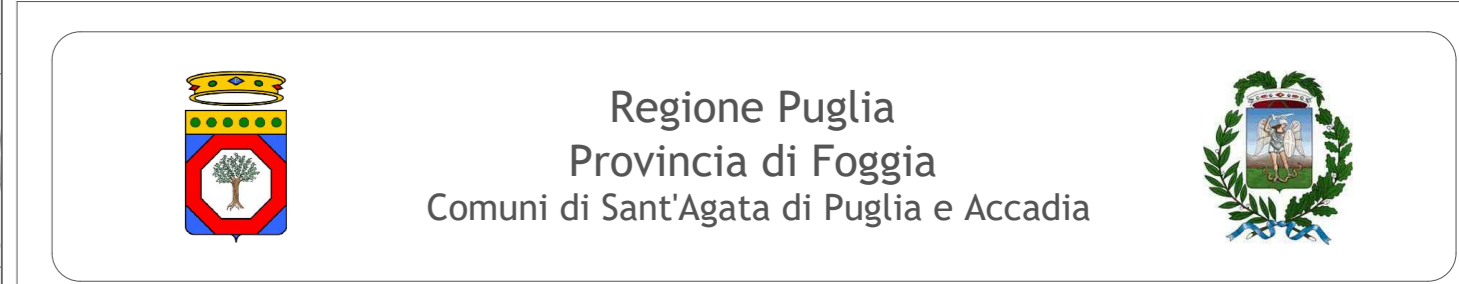 Regione Puglia
Provincia di Foggia
Comuni di Sant'Agata di Puglia e Accadia